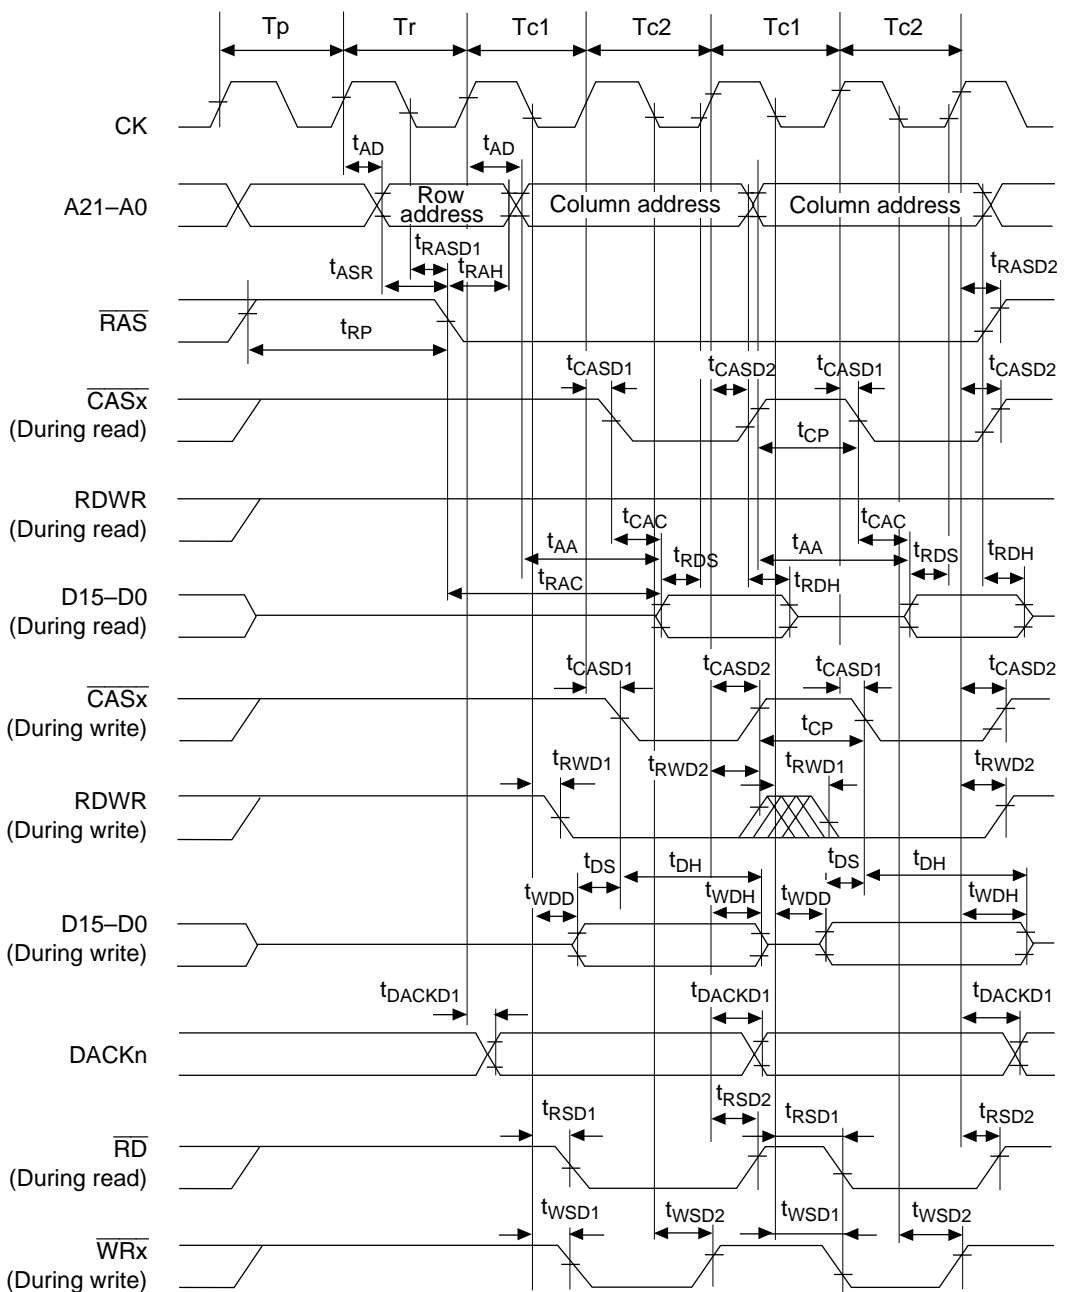 Tp Tr Tc1 Tc2 Tc1 Tc2
CK
tAD tAD
A21–A0
Row address
Column address Column address
tRASD1
tASR tRAH tRASD2
RAS
tRP
tCASD1 tCASD2 tCASD1 tCASD2
CASx
(During read)
tCP
RDWR
(During read)
tCAC tCAC
tAA tRDS tAA tRDS tRDH
tRAC tRDH
D15–D0
(During read)
tCASD1 tCASD2 tCASD1 tCASD2
CASx
(During write)
tCP
tRWD1 tRWD2 tRWD1 tRWD2
RDWR
(During write)
tDS tDH tDS tDH
tWDD tWDH tWDD tWDH
D15–D0
(During write)
tDACKD1 tDACKD1 tDACKD1
DACKn
tRSD1 tRSD2 tRSD1 tRSD2
RD
(During read)
tWSD1 tWSD2 tWSD1 tWSD2
WRx
(During write)